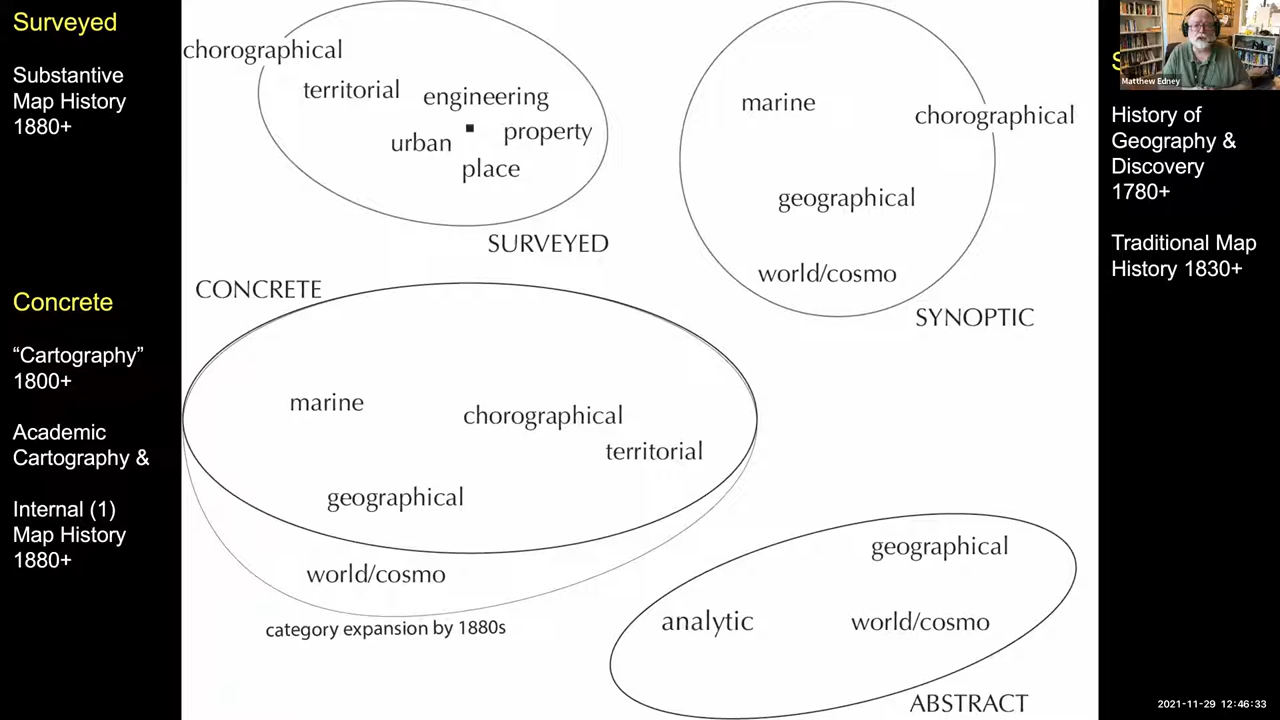 Surveyed
Substantive
Map History
1880+
Concrete
“Cartography”
1800+
Academic
Cartography &
Internal (1)
Map History
1880+
chorographical
territorial
engineering
urban
property
place
SURVEYED
marine
chorographical
geographical
world/cosmo
SYNOPTIC
CONCRETE
marine
chorographical
territorial
geographical
world/cosmo
category expansion by 1880s
geographical
analytic
world/cosmo
ABSTRACT
Matthew Edney
History of
Geography &
Discovery
1780+
Traditional Map
History 1830+
2021-11-29 12:46:33